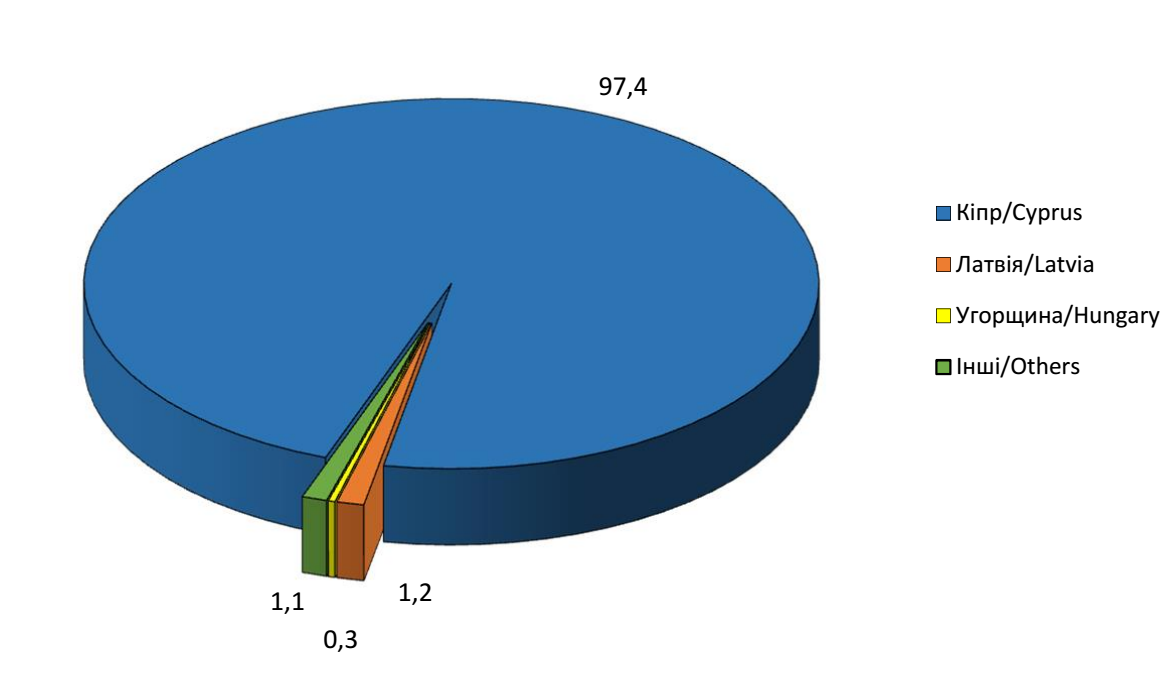 97,4
Кіпр/Cyprus
Латвія/Latvia
Угорщина/Hungary
Інші/Others
1,1
1,2
0,3